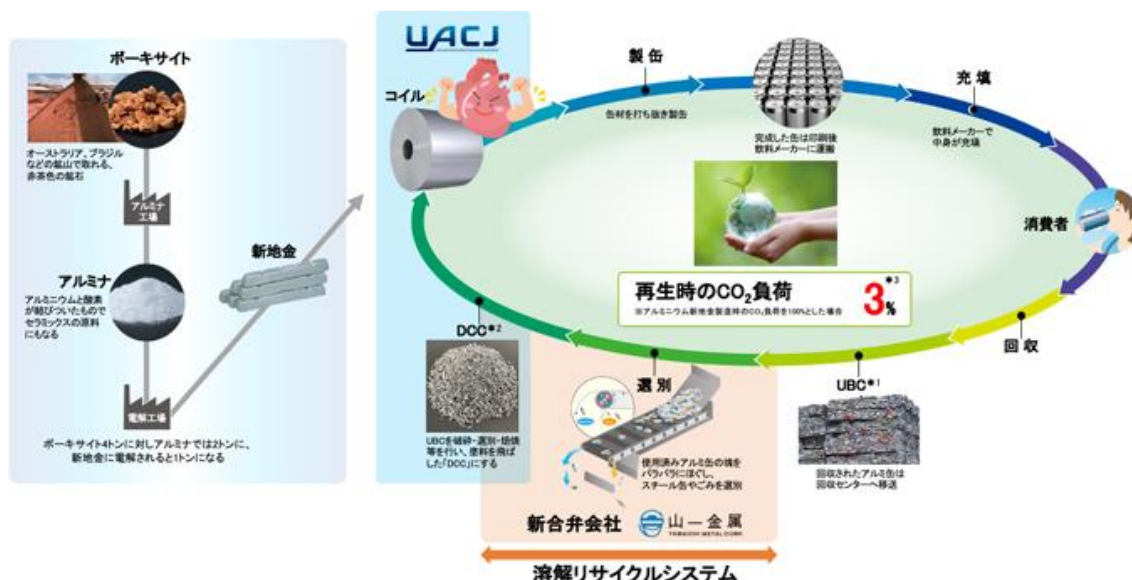 ボーキサイト
オーストラリア、ブラジル
などの鉱山で取れる、
赤茶色の鉱石
アルミナ
工場
アルミナ
アルミニウムと酸素
が結びついたもので
セラミックスの原料
にもなる
電解工場
新地金
ボーキサイト4トンに対しアルミナでは2トンに、
新地金に電解されると1トンになる
UACJ
コイル
製缶
缶材を打ち抜き製缶
完成した缶は印刷後
飲料メーカーに運搬
充填
飲料メーカーで
中身が充填
消費者
回収
UBC*1
回収されたアルミ缶は
回収センターへ移送
選別
使用済みアルミ缶の塊を
バラバラにほぐし、
スチール缶やごみを選別
DCC*2
UBCを破砕・選別・焙焼
等を行い、塗料を飛ば
した「DCC」にする
再生時のCO₂負荷 3%*3
※アルミニウム新地金製造時のCO₂負荷を100%とした場合
新合弁会社
山一金属
YAMAICHI METAL CORP.
溶解リサイクルシステム